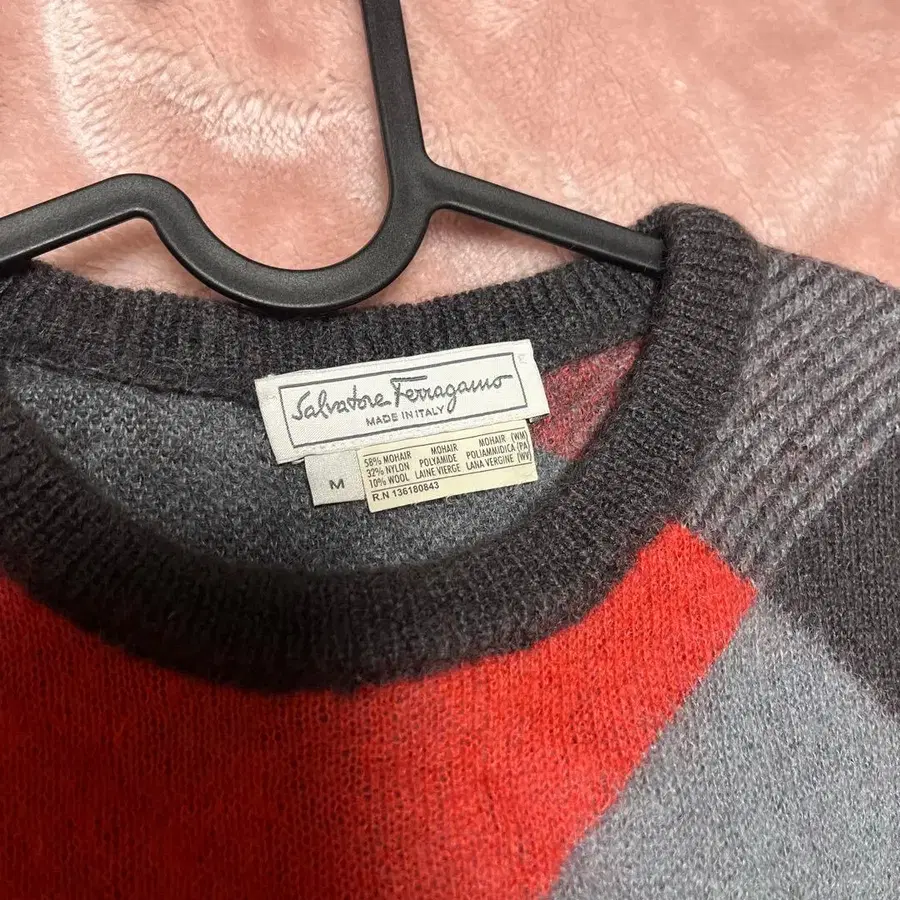 Salvatore Ferragamo
MADE IN ITALY
M
58% MOHAIR MOHAIR MOHAIR (WM)
32% NYLON POLYAMIDE POLIAMMIDICA (PA)
10% WOOL LAINE VIERGE LANA VERGINE (WV)
R.N 136180843